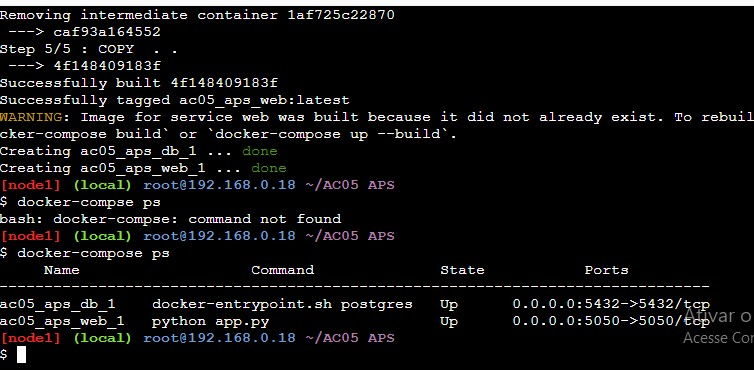 Removing intermediate container 1af725c22870
 ---> caf93a164552
Step 5/5 : COPY  . .
 ---> 4f148409183f
Successfully built 4f148409183f
Successfully tagged ac05_aps_web:latest
WARNING: Image for service web was built because it did not already exist. To rebuil
cker-compose build` or `docker-compose up --build`.
Creating ac05_aps_db_1 ... done
Creating ac05_aps_web_1 ... done
[node1] (local) root@192.168.0.18 ~/AC05 APS
$ docker-compse ps
bash: docker-compse: command not found
[node1] (local) root@192.168.0.18 ~/AC05 APS
$ docker-compose ps
     Name                    Command               State           Ports
-------------------------------------------------------------------------------
ac05_aps_db_1    docker-entrypoint.sh postgres   Up      0.0.0.0:5432->5432/tcp
ac05_aps_web_1   python app.py                   Up      0.0.0.0:5050->5050/tcp
[node1] (local) root@192.168.0.18 ~/AC05 APS
$
Ativar o
Acesse Con